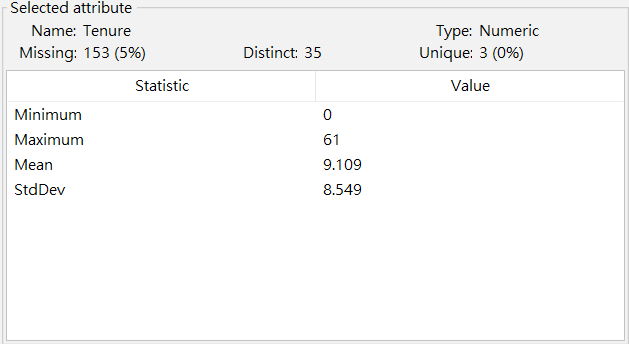 Selected attribute
Name: Tenure Type: Numeric
Missing: 153 (5%) Distinct: 35 Unique: 3 (0%)
Statistic Value
Minimum 0
Maximum 61
Mean 9.109
StdDev 8.549